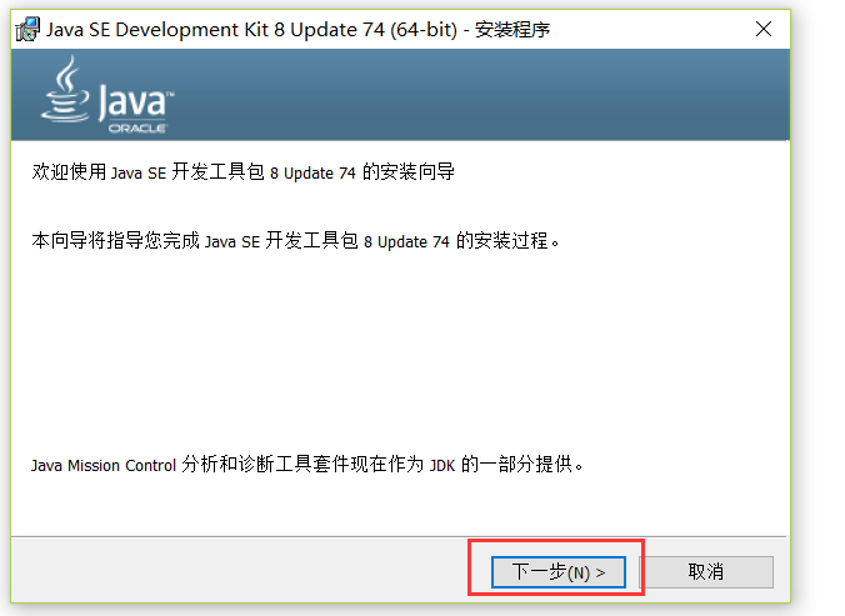 Java SE Development Kit 8 Update 74 (64-bit) - 安装程序
Java™
ORACLE
欢迎使用 Java SE 开发工具包 8 Update 74 的安装向导
本向导将指导您完成 Java SE 开发工具包 8 Update 74 的安装过程。
Java Mission Control 分析和诊断工具套件现在作为 JDK 的一部分提供。
下一步(N) >
取消